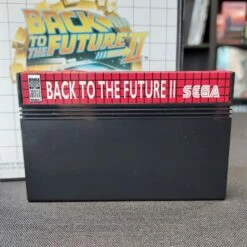 BACK
TO THE
FUTURE II
BACK TO THE FUTURE II SEGA